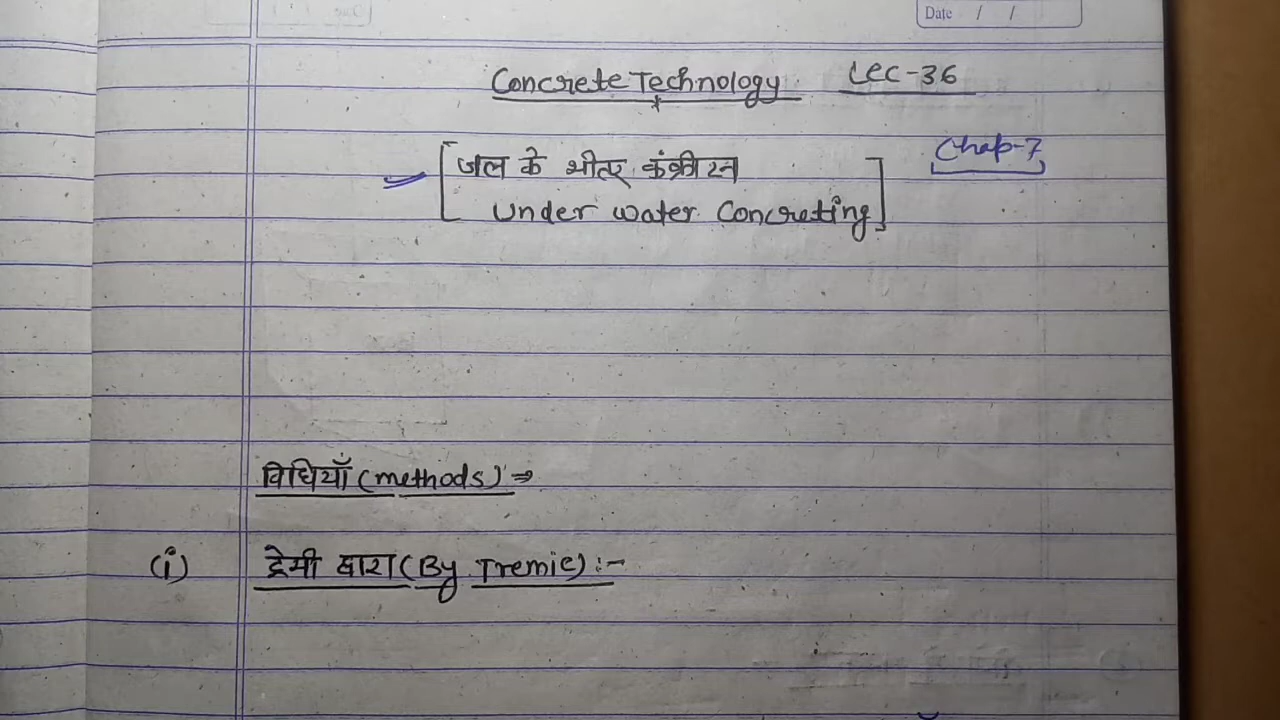 Date / /
Concrete Technology Lec-36
Chap-7
[जल के भीतर कंक्रीटन
Under water Concreting]
विधियाँ (methods) ⇒
(i) ट्रेमी द्वारा (By Tremie) :-